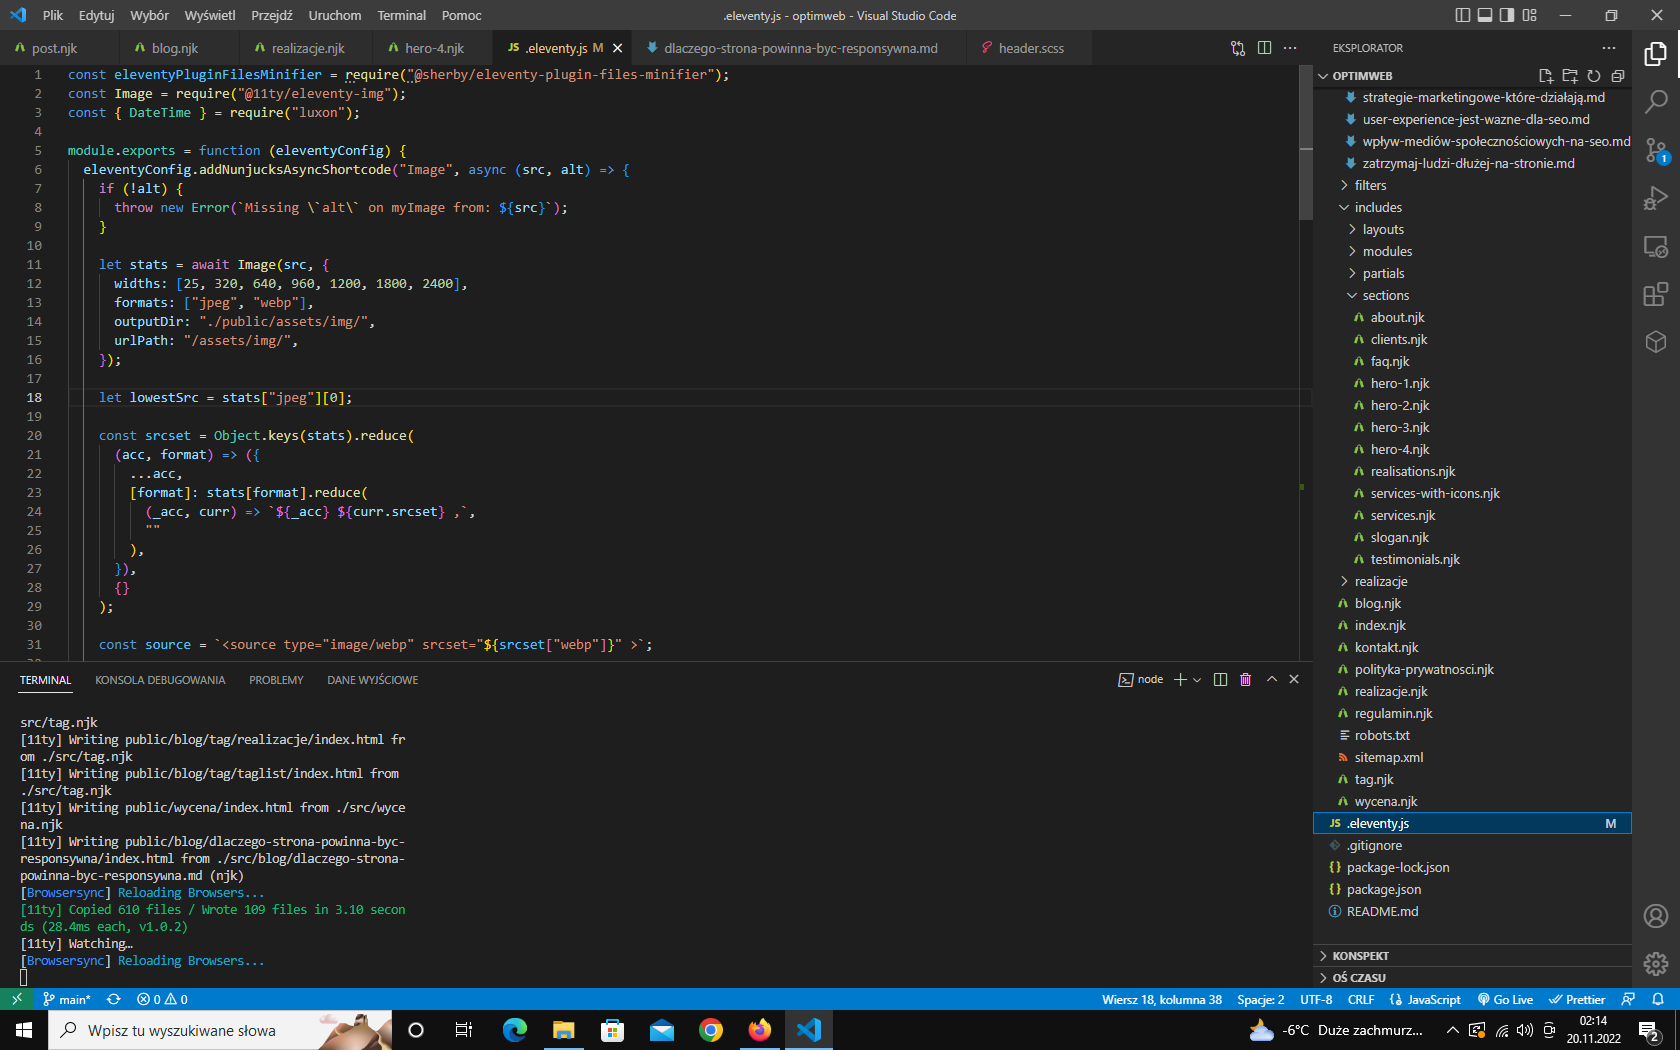 Plik Edytuj Wybór Wyświetl Przejdź Uruchom Terminal Pomoc .eleventy.js - optimweb - Visual Studio Code
post.njk blog.njk realizacje.njk hero-4.njk JS .eleventy.js M dlaczego-strona-powinna-byc-responsywna.md header.scss
1 const eleventyPluginFilesMinifier = require("@sherby/eleventy-plugin-files-minifier");
2 const Image = require("@11ty/eleventy-img");
3 const { DateTime } = require("luxon");
4
5 module.exports = function (eleventyConfig) {
6 eleventyConfig.addNunjucksAsyncShortcode("Image", async (src, alt) => {
7 if (!alt) {
8 throw new Error(`Missing \`alt\` on myImage from: ${src}`);
9 }
10
11 let stats = await Image(src, {
12 widths: [25, 320, 640, 960, 1200, 1800, 2400],
13 formats: ["jpeg", "webp"],
14 outputDir: "./public/assets/img/",
15 urlPath: "/assets/img/",
16 });
17
18 let lowestSrc = stats["jpeg"][0];
19
20 const srcset = Object.keys(stats).reduce(
21 (acc, format) => ({
22 ...acc,
23 [format]: stats[format].reduce(
24 (_acc, curr) => `${_acc} ${curr.srcset} ,`,
25 ""
26 ),
27 }),
28 {}
29 );
30
31 const source = `<source type="image/webp" srcset="${srcset["webp"]}" >`;
TERMINAL KONSOLA DEBUGOWANIA PROBLEMY DANE WYJŚCIOWE node
src/tag.njk
[11ty] Writing public/blog/tag/realizacje/index.html fr
om ./src/tag.njk
[11ty] Writing public/blog/tag/taglist/index.html from
./src/tag.njk
[11ty] Writing public/wycena/index.html from ./src/wyce
na.njk
[11ty] Writing public/blog/dlaczego-strona-powinna-byc-
responsywna/index.html from ./src/blog/dlaczego-strona-
powinna-byc-responsywna.md (njk)
[Browsersync] Reloading Browsers...
[11ty] Copied 610 files / Wrote 109 files in 3.10 secon
ds (28.4ms each, v1.0.2)
[11ty] Watching…
[Browsersync] Reloading Browsers...
EKSPLORATOR
OPTIMWEB
strategie-marketingowe-które-działają.md
user-experience-jest-wazne-dla-seo.md
wpływ-mediów-społecznościowych-na-seo.md
zatrzymaj-ludzi-dłużej-na-stronie.md
filters
includes
layouts
modules
partials
sections
about.njk
clients.njk
faq.njk
hero-1.njk
hero-2.njk
hero-3.njk
hero-4.njk
realisations.njk
services-with-icons.njk
services.njk
slogan.njk
testimonials.njk
realizacje
blog.njk
index.njk
kontakt.njk
polityka-prywatnosci.njk
realizacje.njk
regulamin.njk
robots.txt
sitemap.xml
tag.njk
wycena.njk
JS .eleventy.js M
.gitignore
package-lock.json
package.json
README.md
KONSPEKT
OŚ CZASU
1
main* 0 0 Wiersz 18, kolumna 38 Spacje: 2 UTF-8 CRLF JavaScript Go Live Prettier
Wpisz tu wyszukiwane słowa -6°C Duże zachmurz... 02:14
20.11.2022 2